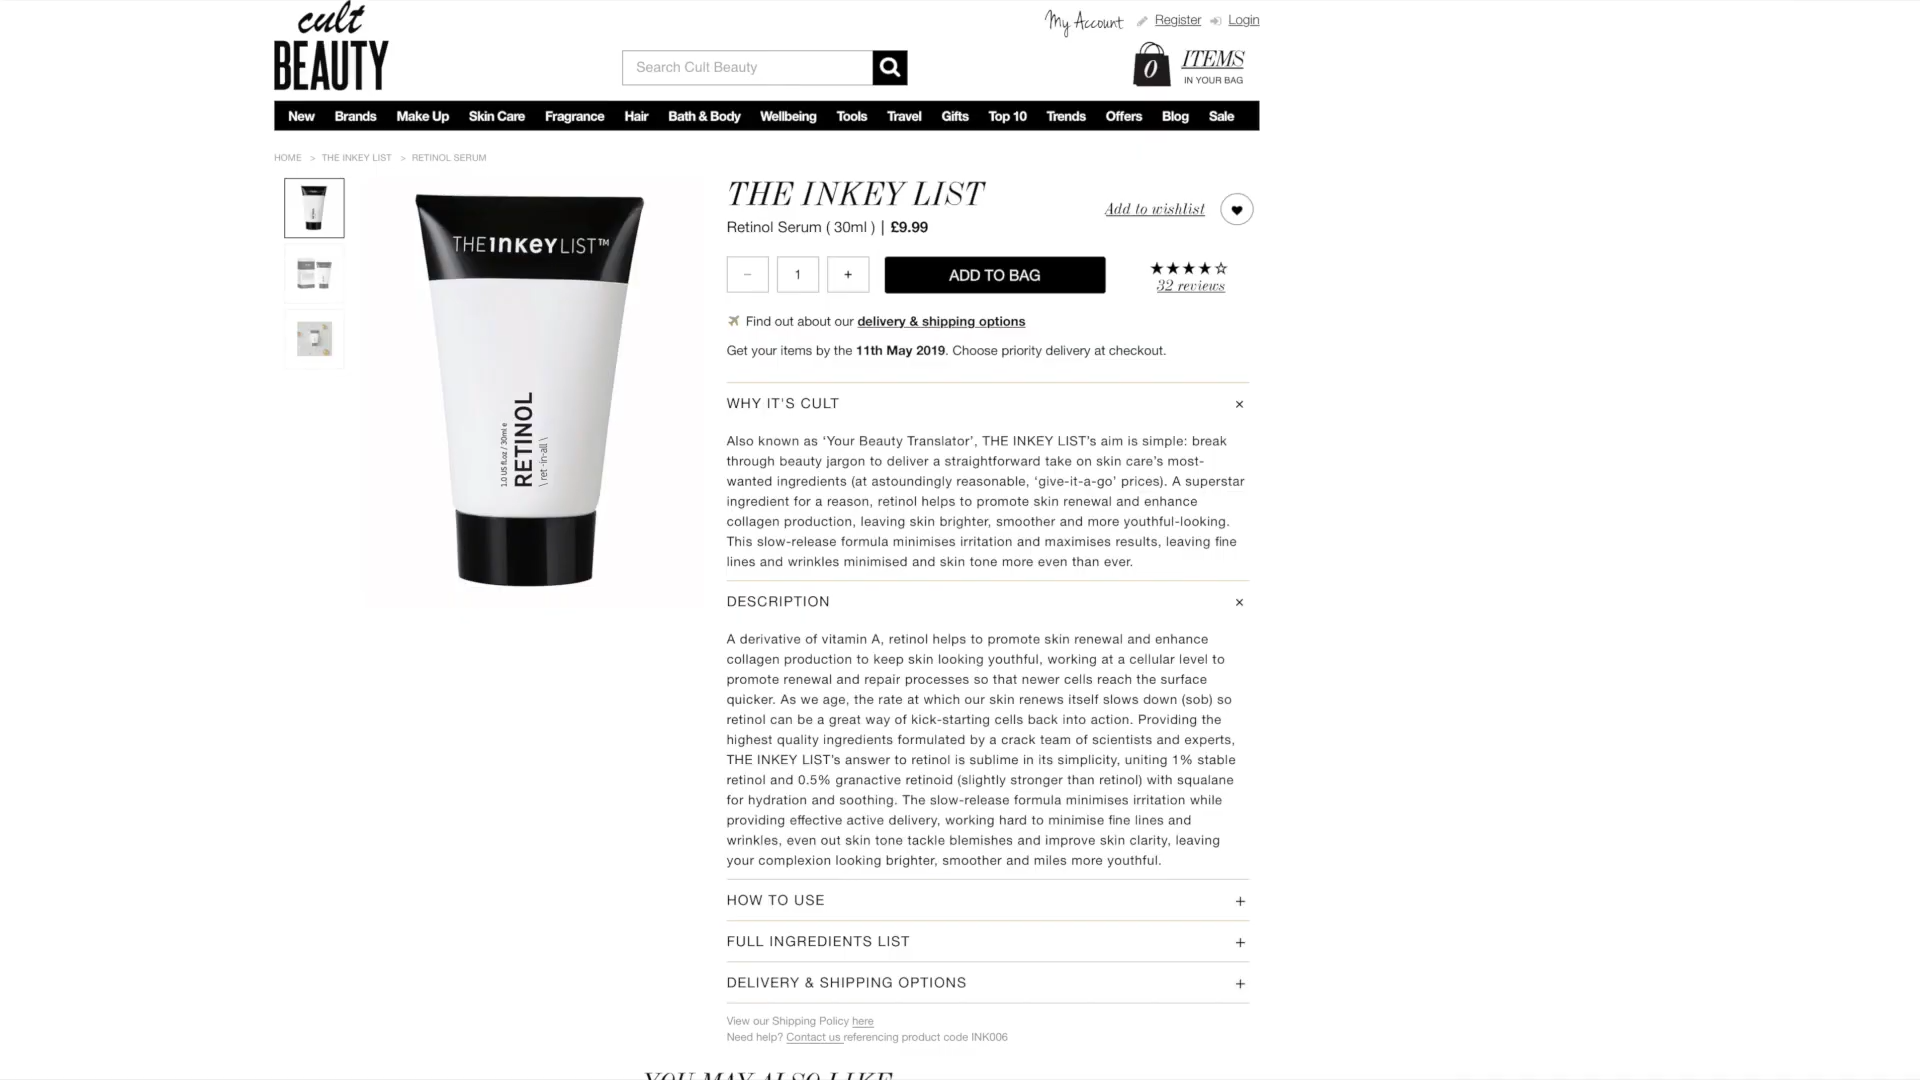 cult
BEAUTY
My Account Register Login
Search Cult Beauty
0 ITEMS
IN YOUR BAG
New Brands Make Up Skin Care Fragrance Hair Bath & Body Wellbeing Tools Travel Gifts Top 10 Trends Offers Blog Sale
HOME > THE INKEY LIST > RETINOL SERUM
THE INKEY LIST™
1.0 US fl.oz / 30ml e
RETINOL
\ ret-in-all \
THE INKEY LIST
Add to wishlist
Retinol Serum ( 30ml ) | £9.99
− 1 + ADD TO BAG
★★★★☆
32 reviews
Find out about our delivery & shipping options
Get your items by the 11th May 2019. Choose priority delivery at checkout.
WHY IT'S CULT ×
Also known as ‘Your Beauty Translator’, THE INKEY LIST’s aim is simple: break
through beauty jargon to deliver a straightforward take on skin care’s most-
wanted ingredients (at astoundingly reasonable, ‘give-it-a-go’ prices). A superstar
ingredient for a reason, retinol helps to promote skin renewal and enhance
collagen production, leaving skin brighter, smoother and more youthful-looking.
This slow-release formula minimises irritation and maximises results, leaving fine
lines and wrinkles minimised and skin tone more even than ever.
DESCRIPTION ×
A derivative of vitamin A, retinol helps to promote skin renewal and enhance
collagen production to keep skin looking youthful, working at a cellular level to
promote renewal and repair processes so that newer cells reach the surface
quicker. As we age, the rate at which our skin renews itself slows down (sob) so
retinol can be a great way of kick-starting cells back into action. Providing the
highest quality ingredients formulated by a crack team of scientists and experts,
THE INKEY LIST’s answer to retinol is sublime in its simplicity, uniting 1% stable
retinol and 0.5% granactive retinoid (slightly stronger than retinol) with squalane
for hydration and soothing. The slow-release formula minimises irritation while
providing effective active delivery, working hard to minimise fine lines and
wrinkles, even out skin tone tackle blemishes and improve skin clarity, leaving
your complexion looking brighter, smoother and miles more youthful.
HOW TO USE +
FULL INGREDIENTS LIST +
DELIVERY & SHIPPING OPTIONS +
View our Shipping Policy here
Need help? Contact us referencing product code INK006
YOU MAY ALSO LIKE